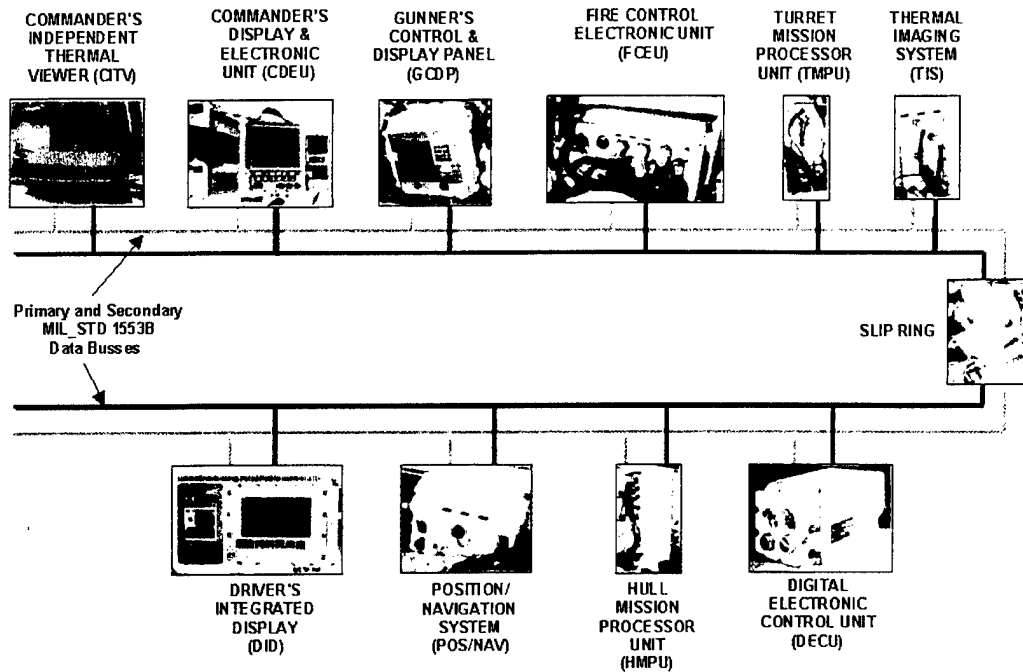 COMMANDER'S
INDEPENDENT
THERMAL
VIEWER (CITV)
COMMANDER'S
DISPLAY &
ELECTRONIC
UNIT (CDEU)
GUNNER'S
CONTROL &
DISPLAY PANEL
(GCDP)
FIRE CONTROL
ELECTRONIC UNIT
(FCEU)
TURRET
MISSION
PROCESSOR
UNIT (TMPU)
THERMAL
IMAGING
SYSTEM
(TIS)
Primary and Secondary
MIL_STD 1553B
Data Busses
SLIP RING
DRIVER'S
INTEGRATED
DISPLAY
(DID)
POSITION/
NAVIGATION
SYSTEM
(POS/NAV)
HULL
MISSION
PROCESSOR
UNIT
(HMPU)
DIGITAL
ELECTRONIC
CONTROL UNIT
(DECU)